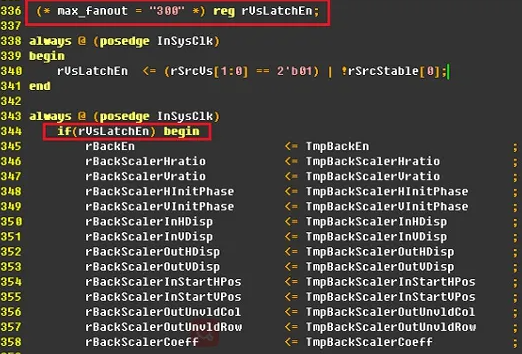 336 (* max_fanout = "300" *) reg rVsLatchEn;
337
338 always @ (posedge InSysClk)
339 begin
340 rVsLatchEn <= (rSrcVs[1:0] == 2'b01) | !rSrcStable[0];
341 end
342
343 always @ (posedge InSysClk)
344 if(rVsLatchEn) begin
345 rBackEn <= TmpBackEn ;
346 rBackScalerHratio <= TmpBackScalerHratio ;
347 rBackScalerVratio <= TmpBackScalerVratio ;
348 rBackScalerHInitPhase <= TmpBackScalerHInitPhase ;
349 rBackScalerVInitPhase <= TmpBackScalerVInitPhase ;
350 rBackScalerInHDisp <= TmpBackScalerInHDisp ;
351 rBackScalerInVDisp <= TmpBackScalerInVDisp ;
352 rBackScalerOutHDisp <= TmpBackScalerOutHDisp ;
353 rBackScalerOutVDisp <= TmpBackScalerOutVDisp ;
354 rBackScalerInStartHPos <= TmpBackScalerInStartHPos ;
355 rBackScalerInStartVPos <= TmpBackScalerInStartVPos ;
356 rBackScalerOutUnvldCol <= TmpBackScalerOutUnvldCol ;
357 rBackScalerOutUnvldRow <= TmpBackScalerOutUnvldRow ;
358 rBackScalerCoeff <= TmpBackScalerCoeff ;